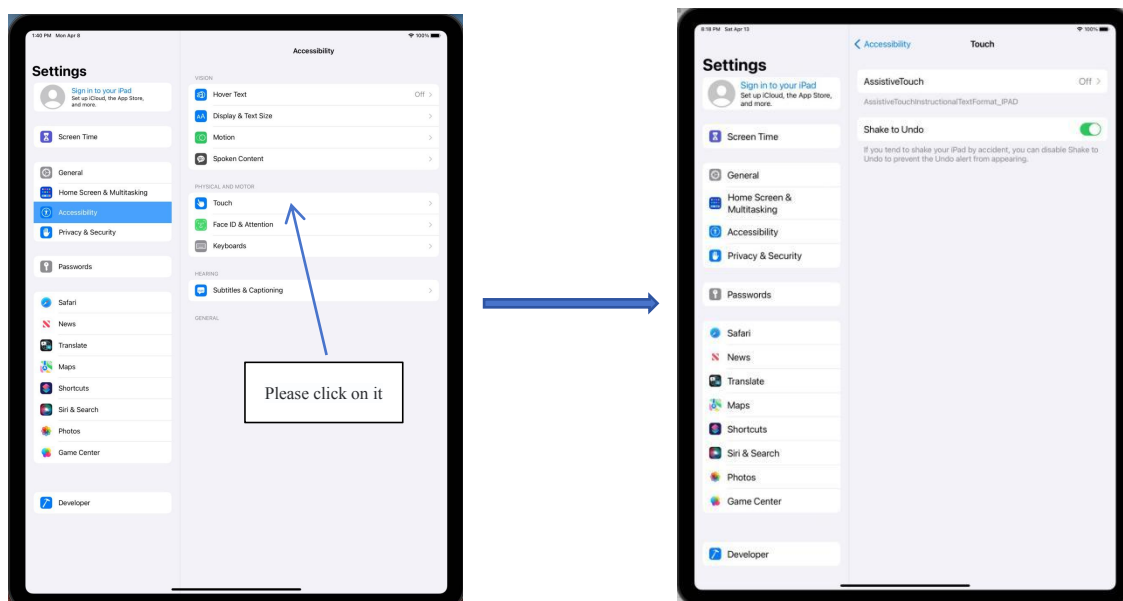 1:40 PM Mon Apr 8
100%
Settings
Sign in to your iPad
Set up iCloud, the App Store,
and more.
Screen Time
General
Home Screen & Multitasking
Accessibility
Privacy & Security
Passwords
Safari
News
Translate
Maps
Shortcuts
Siri & Search
Photos
Game Center
Developer
Accessibility
VISION
Hover Text Off
Display & Text Size
Motion
Spoken Content
PHYSICAL AND MOTOR
Touch
Face ID & Attention
Keyboards
HEARING
Subtitles & Captioning
GENERAL
Please click on it
8:18 PM Sat Apr 13
100%
Settings
Sign in to your iPad
Set up iCloud, the App Store,
and more.
Screen Time
General
Home Screen &
Multitasking
Accessibility
Privacy & Security
Passwords
Safari
News
Translate
Maps
Shortcuts
Siri & Search
Photos
Game Center
Developer
Accessibility Touch
AssistiveTouch Off
AssistiveTouchInstructionalTextFormat_IPAD
Shake to Undo
If you tend to shake your iPad by accident, you can disable Shake to
Undo to prevent the Undo alert from appearing.